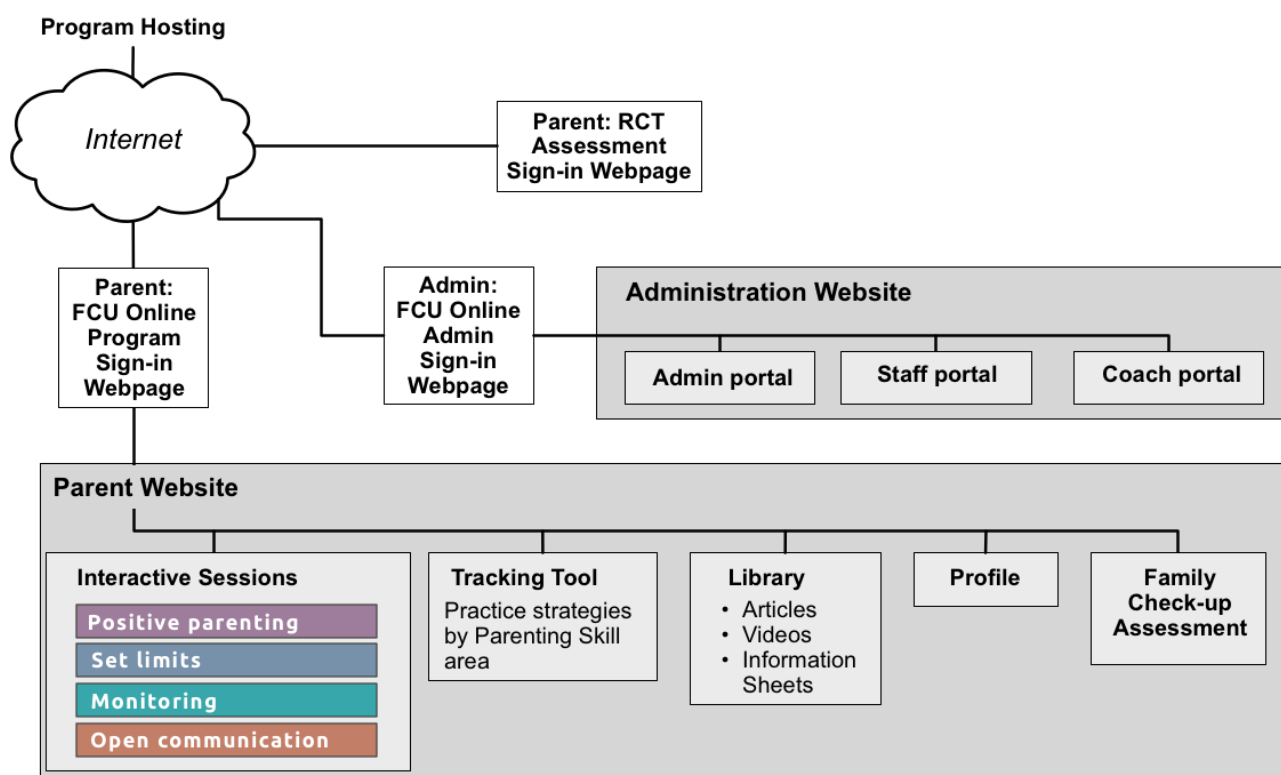 Program Hosting
Internet
Parent: RCT
Assessment
Sign-in Webpage
Parent:
FCU Online
Program
Sign-in
Webpage
Admin:
FCU Online
Admin
Sign-in
Webpage
Administration Website
Admin portal
Staff portal
Coach portal
Parent Website
Interactive Sessions
Positive parenting
Set limits
Monitoring
Open communication
Tracking Tool
Practice strategies
by Parenting Skill
area
Library
• Articles
• Videos
• Information
Sheets
Profile
Family
Check-up
Assessment